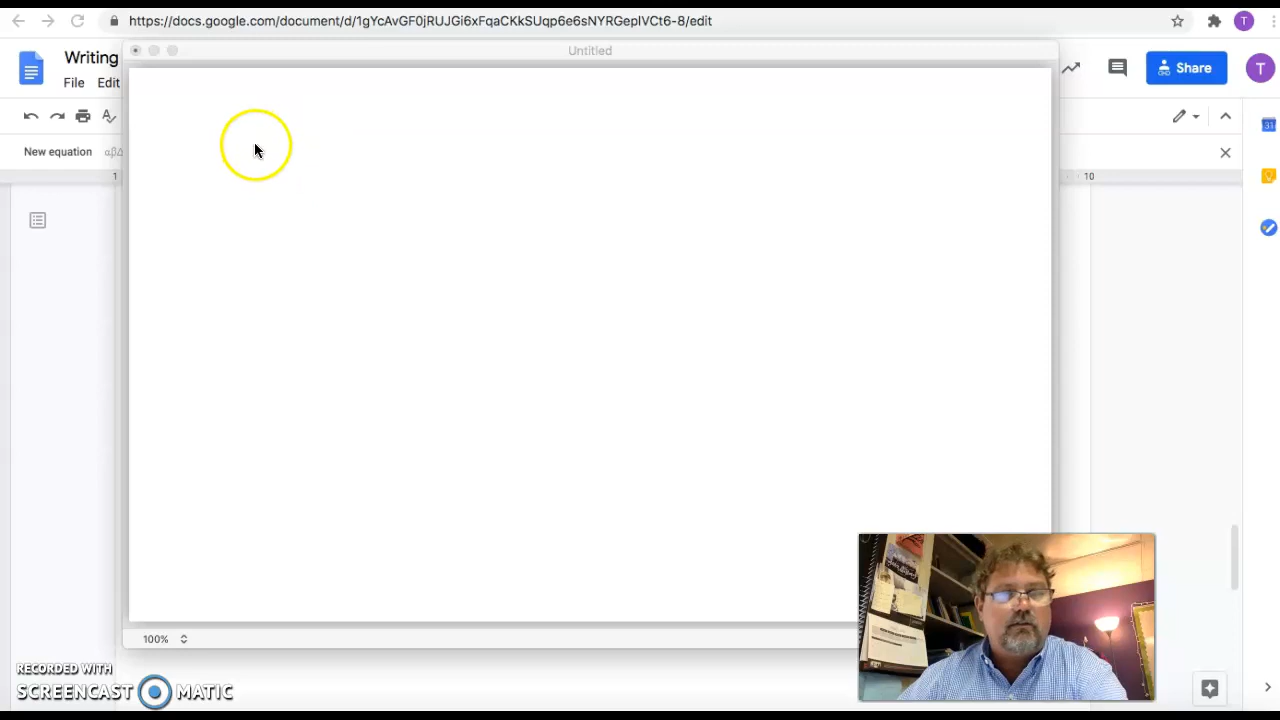 https://docs.google.com/document/d/1gYcAvGF0jRUJGi6xFqaCKkSUqp6e6sNYRGepIVCt6-8/edit
T
Untitled
Writing
File Edit
Share
T
New equation αβΔ
31
1
10
100%
RECORDED WITH
SCREENCAST MATIC